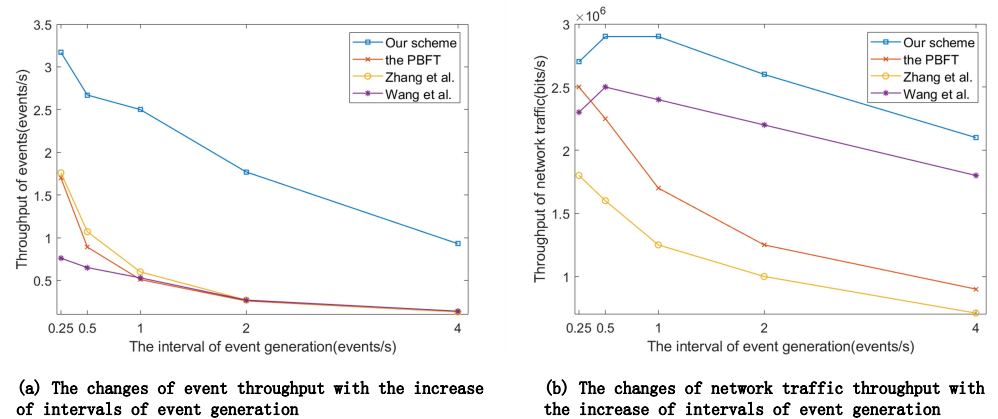 3.5
3
2.5
2
1.5
1
0.5
0.25 0.5 1 2 4
Throughput of events(events/s)
The interval of event generation(events/s)
Our scheme
the PBFT
Zhang et al.
Wang et al.
(a) The changes of event throughput with the increase
of intervals of event generation
×10⁶
3
2.5
2
1.5
1
0.25 0.5 1 2 4
Throughput of network traffic(bits/s)
The interval of event generation(events/s)
Our scheme
the PBFT
Zhang et al.
Wang et al.
(b) The changes of network traffic throughput with
the increase of intervals of event generation